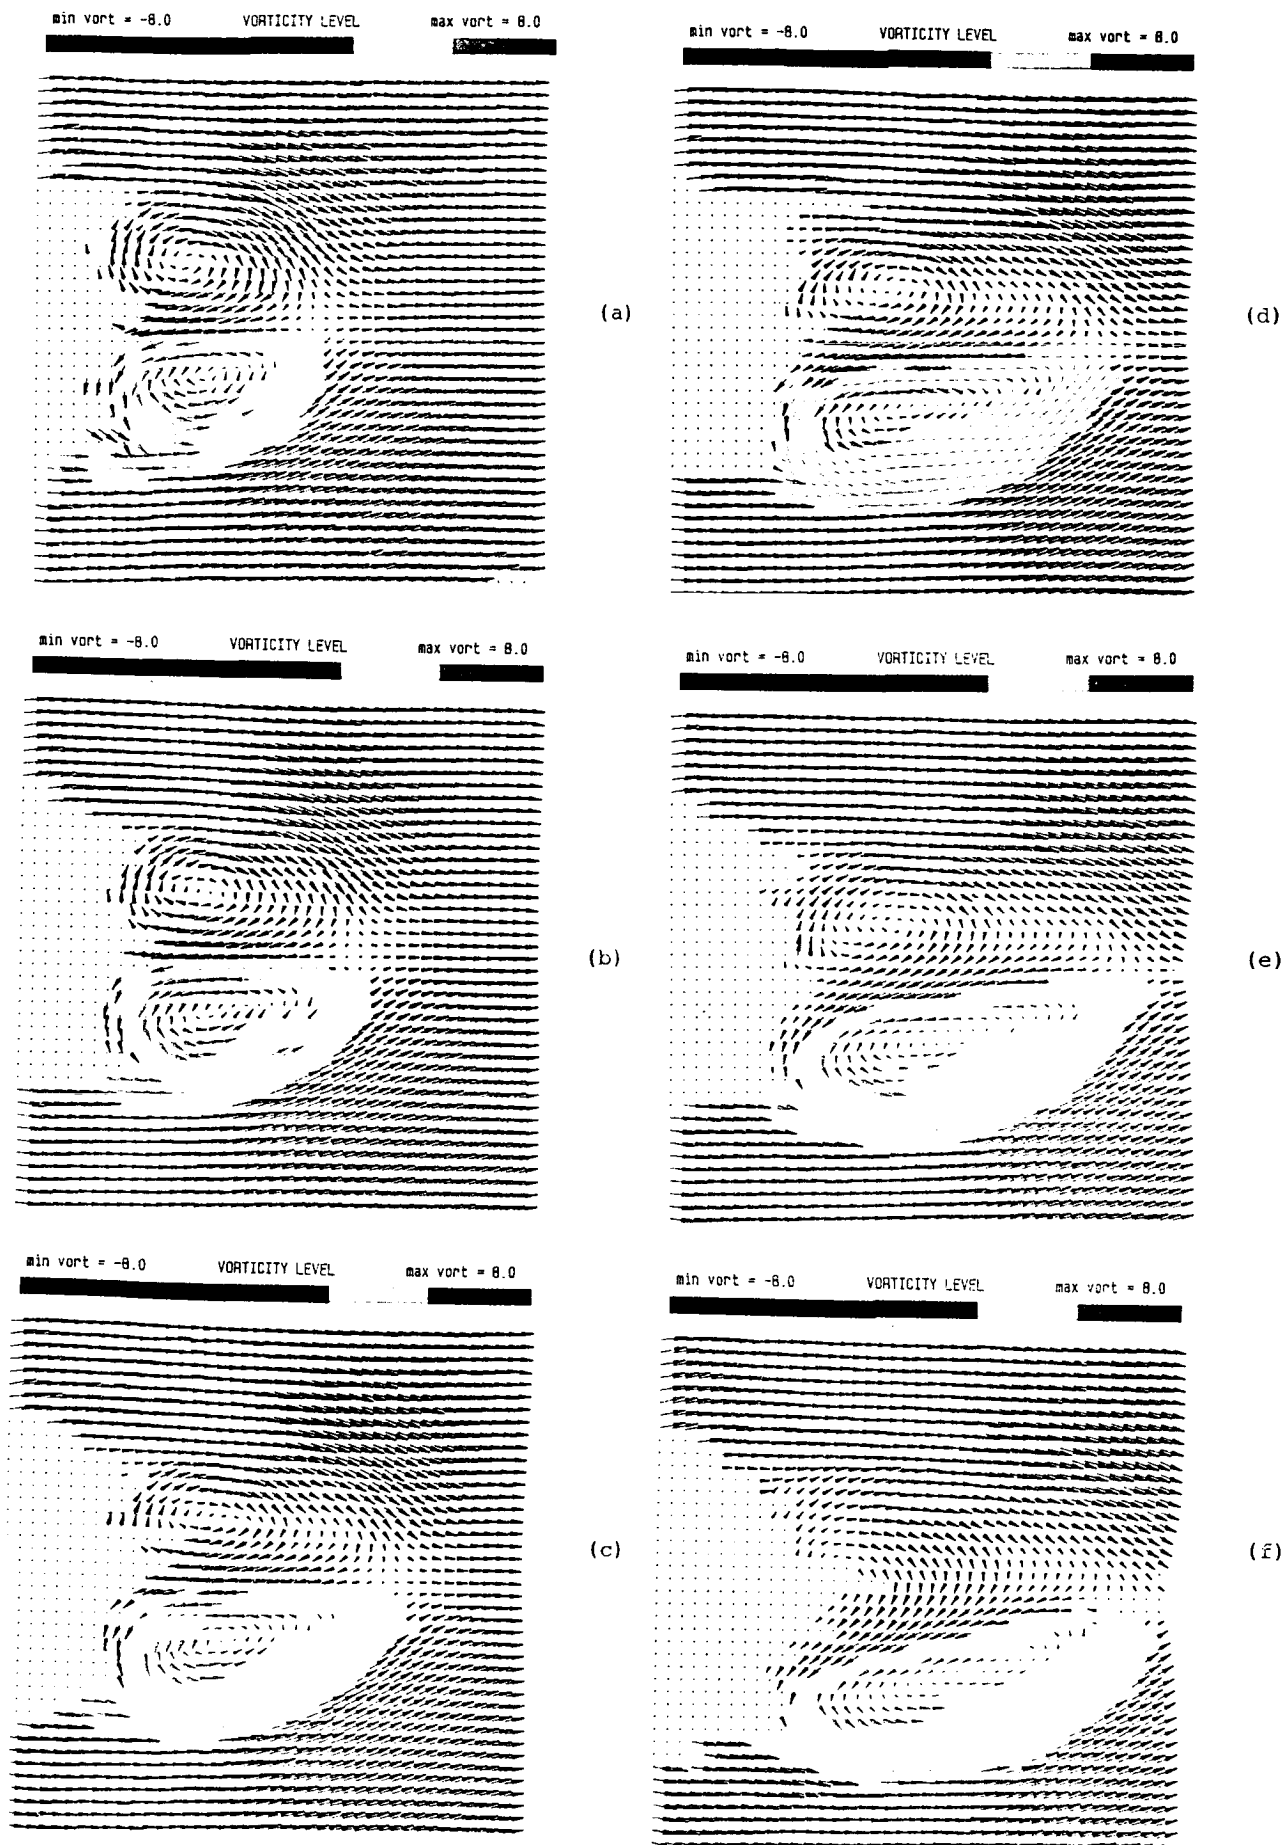 min vort = -8.0 VORTICITY LEVEL max vort = 8.0
(a)
min vort = -8.0 VORTICITY LEVEL max vort = 8.0
(b)
min vort = -8.0 VORTICITY LEVEL max vort = 8.0
(c)
min vort = -8.0 VORTICITY LEVEL max vort = 8.0
(d)
min vort = -8.0 VORTICITY LEVEL max vort = 8.0
(e)
min vort = -8.0 VORTICITY LEVEL max vort = 8.0
(f)